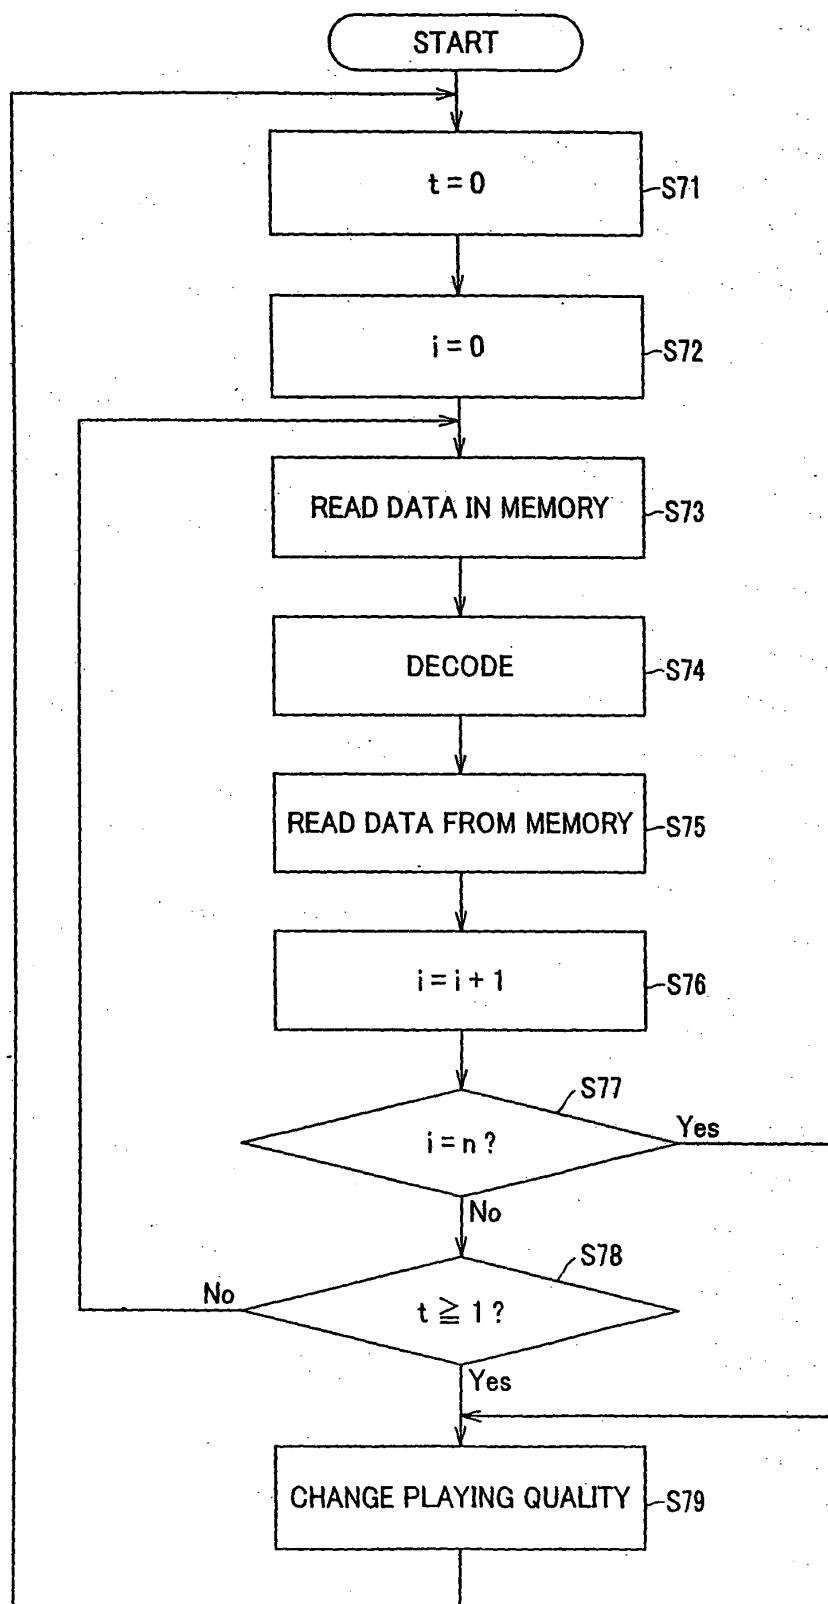 START
t = 0
S71
i = 0
S72
READ DATA IN MEMORY
S73
DECODE
S74
READ DATA FROM MEMORY
S75
i = i + 1
S76
S77
i = n ?
Yes
No
S78
No
t ≧ 1 ?
Yes
CHANGE PLAYING QUALITY
S79